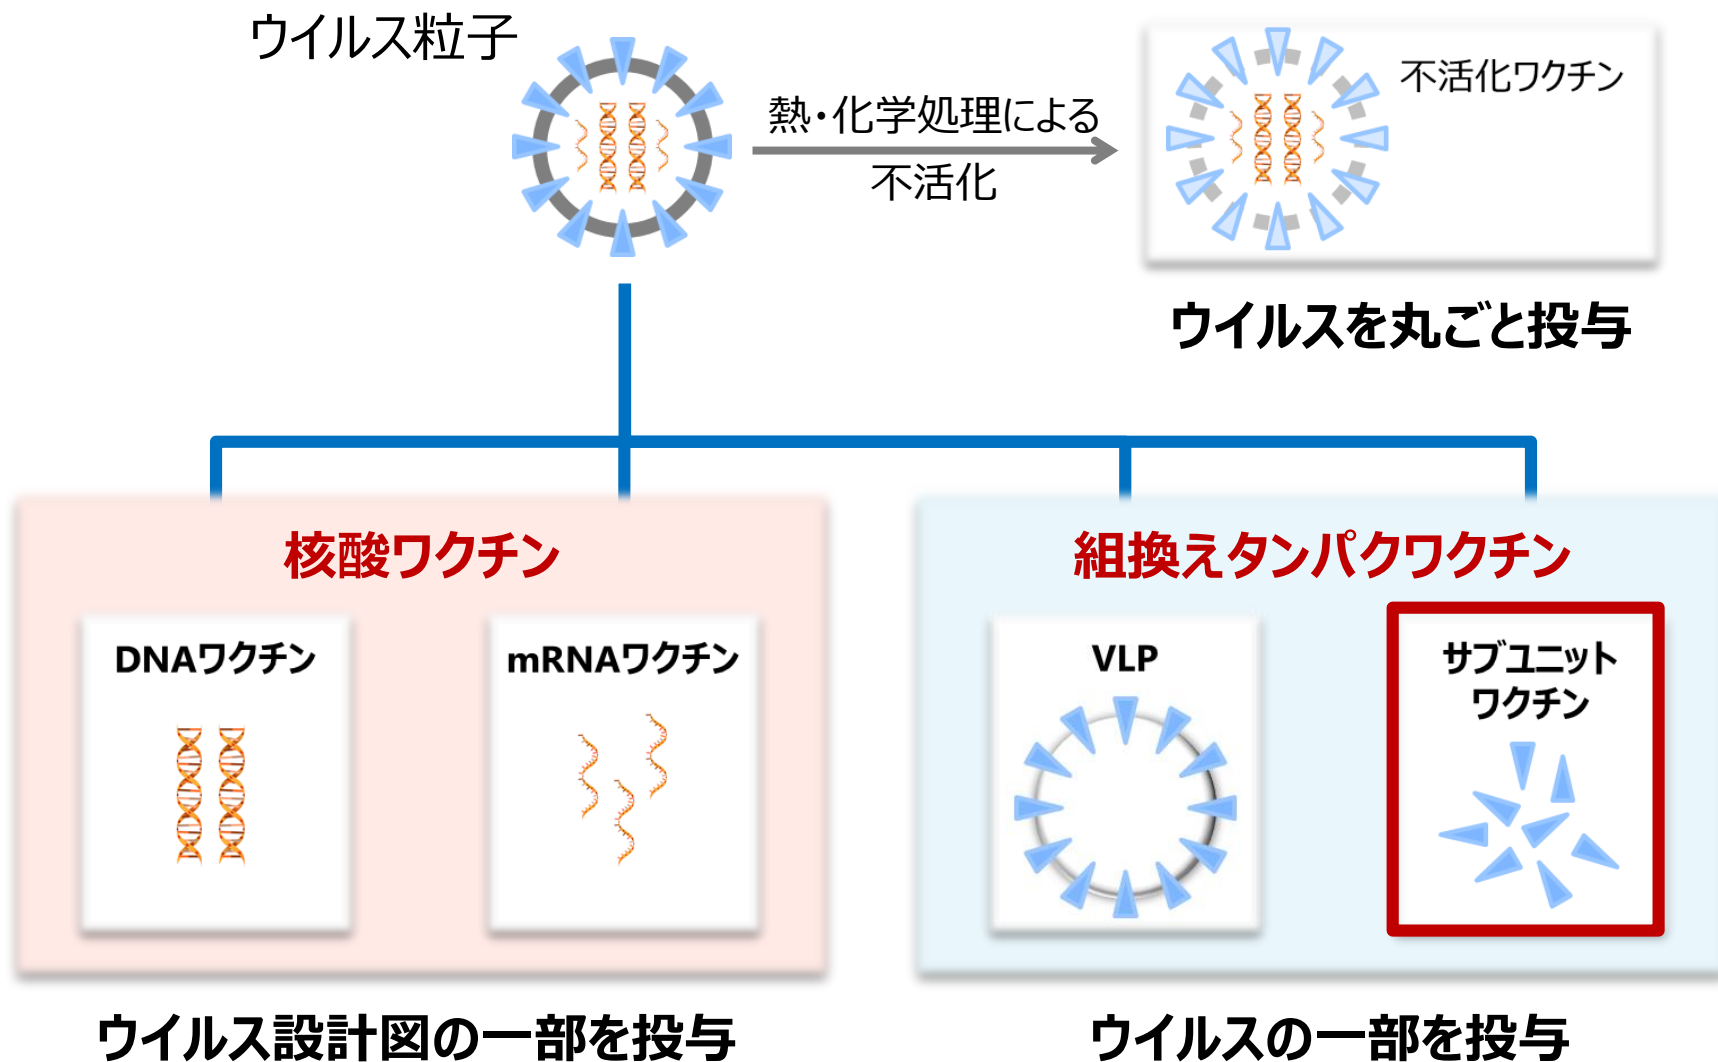 ウイルス粒子
熱・化学処理による
不活化
不活化ワクチン
ウイルスを丸ごと投与
核酸ワクチン
DNAワクチン
mRNAワクチン
ウイルス設計図の一部を投与
組換えタンパクワクチン
VLP
サブユニット
ワクチン
ウイルスの一部を投与